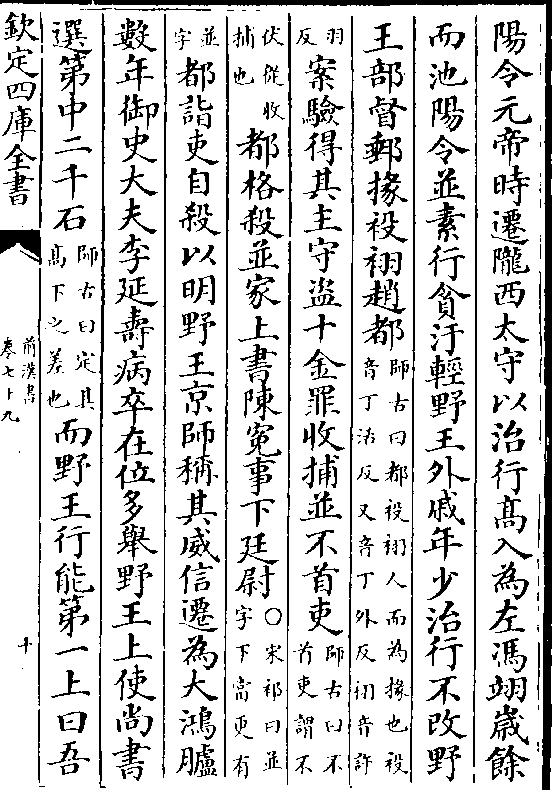 陽令元帝時遷隴西太守以治行髙入為左馮翊嵗餘
而池陽令並素行貪汙輕野王外戚年少治行不改野
王部督郵掾祋祤趙都師古曰都祋祤人而為掾也祋音丁活反又音丁外反祤音許
羽反案驗得其主守盗十金罪收捕並不首吏師古曰不首吏謂不
伏從收捕也都格殺並家上書陳寃事下廷尉○宋祁曰並字下當更有
並字都詣吏自殺以明野王京師稱其威信遷為大鴻臚
數年御史大夫李延壽病卒在位多舉野王上使尚書
選第中二千石師古曰定其髙下之差也而野王行能第一上曰吾
欽定四庫全書
前漢書
卷七十九
十